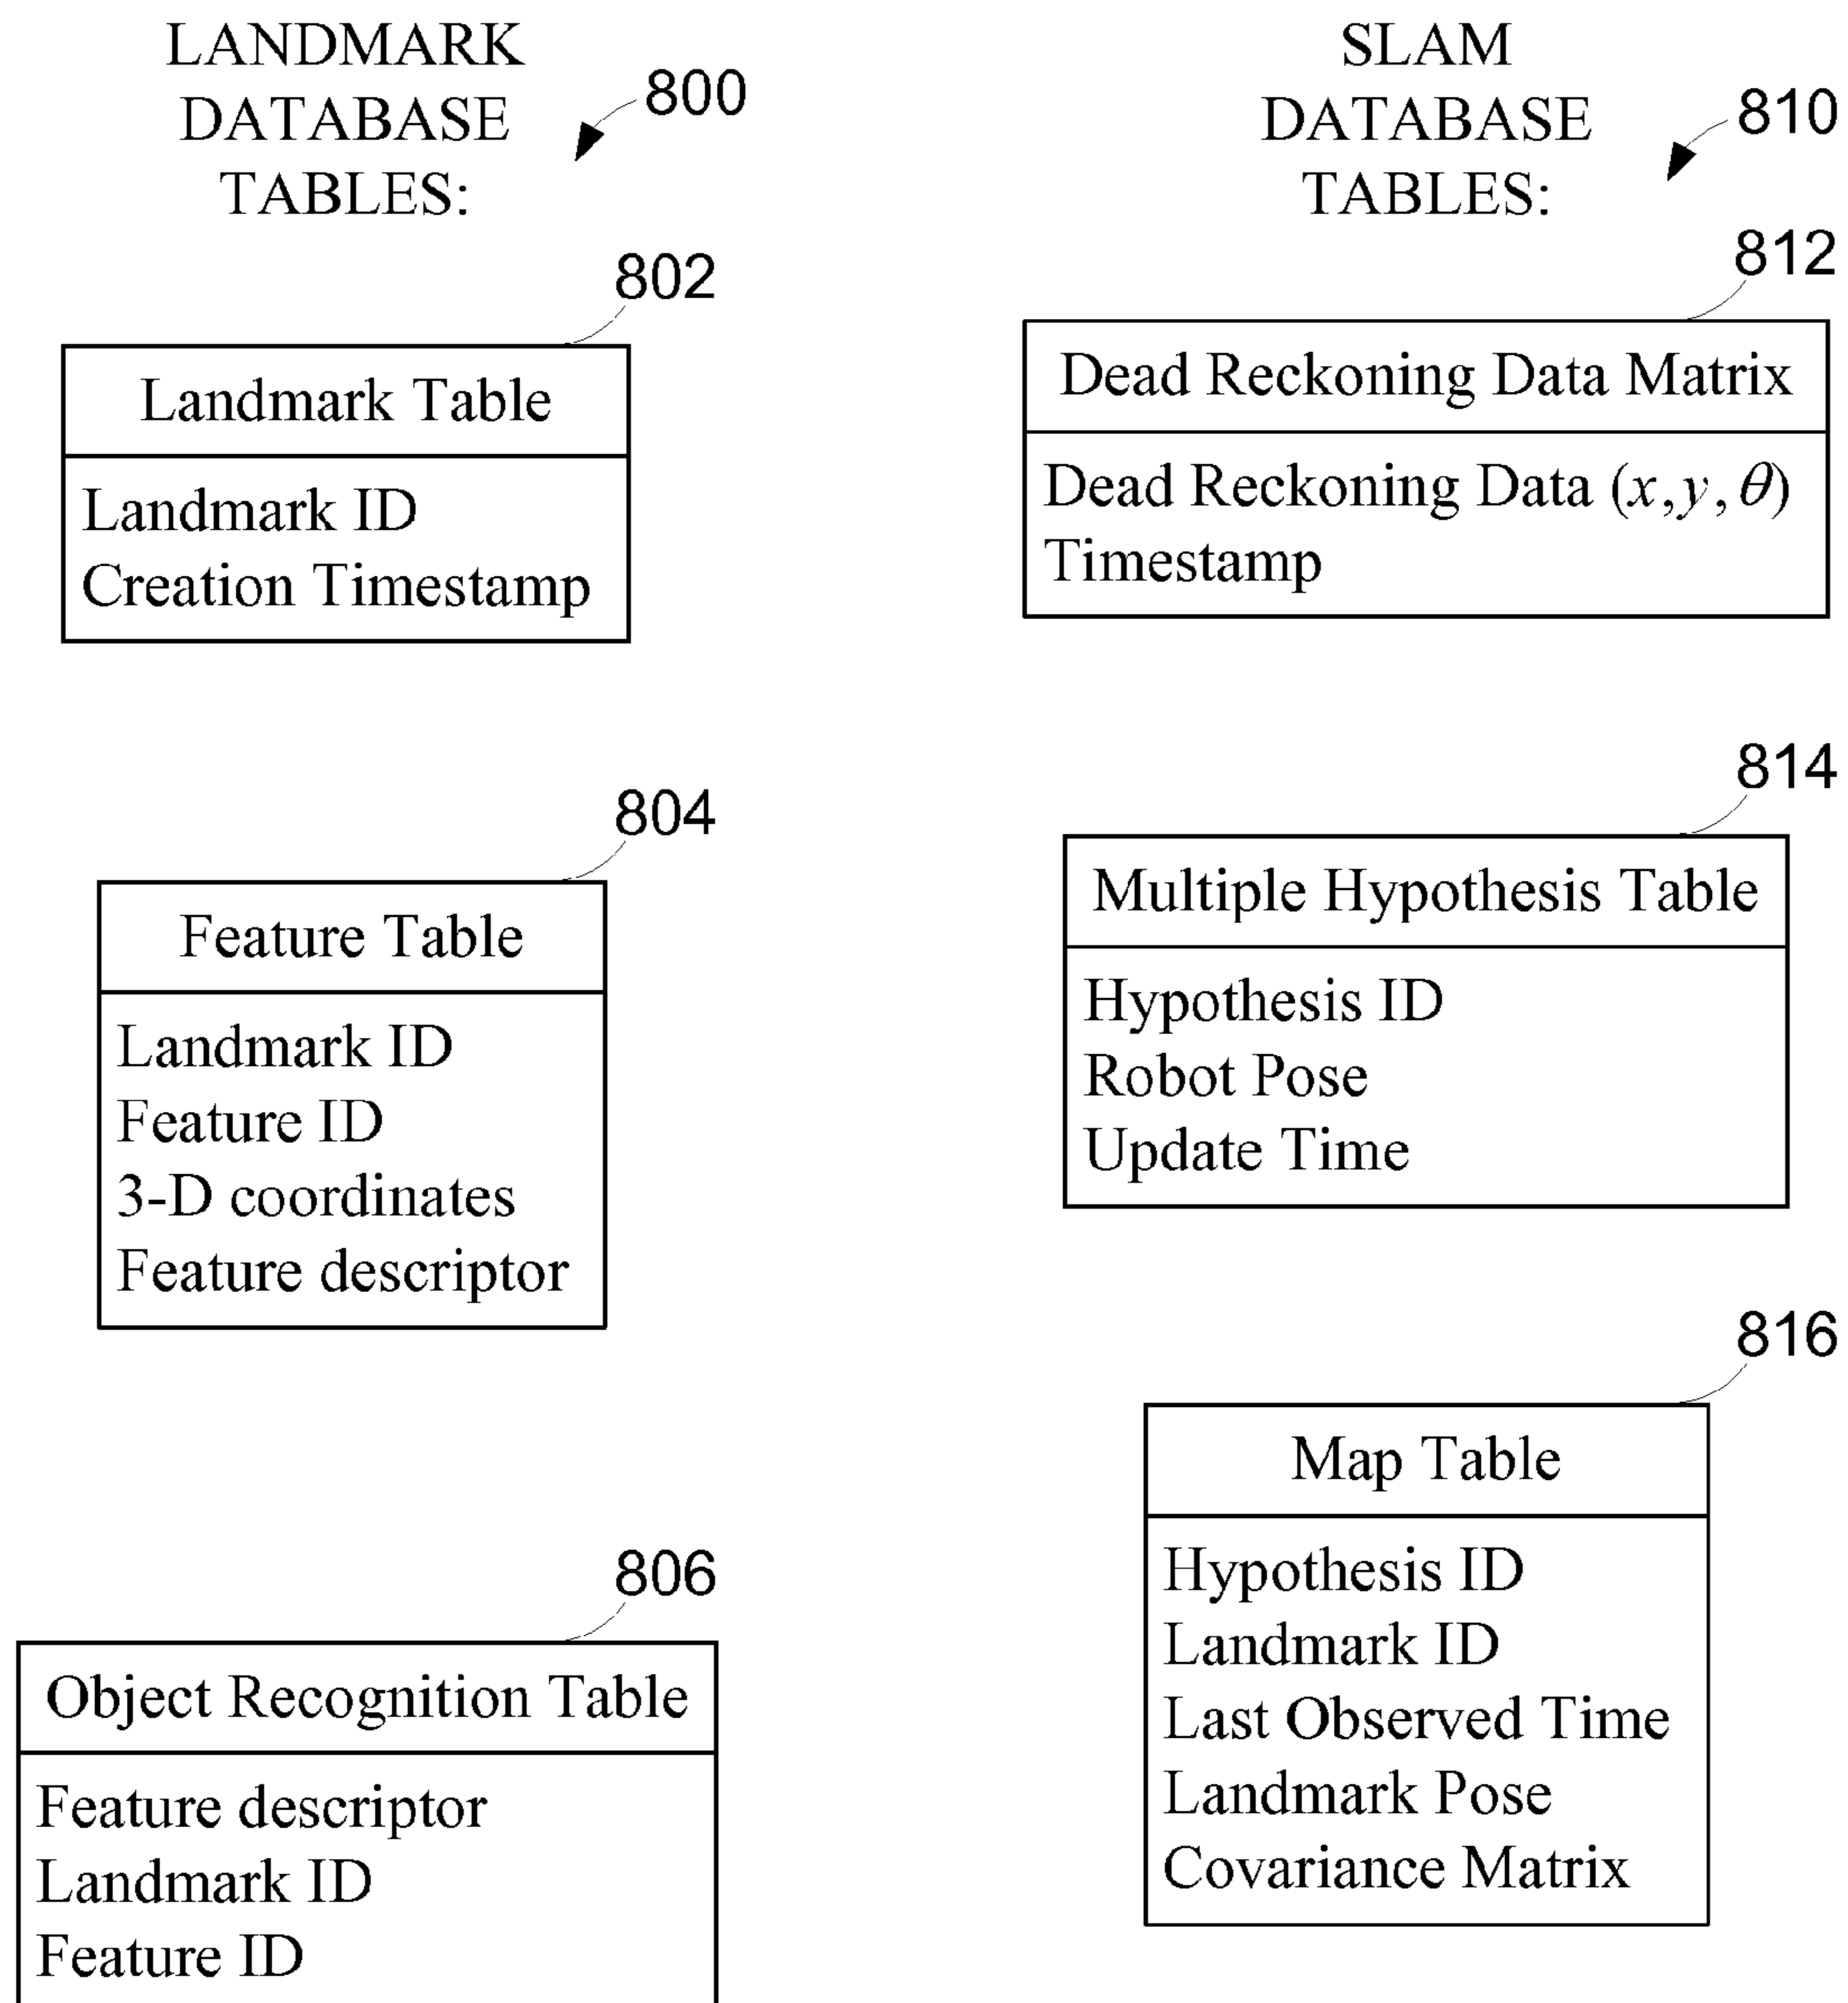 LANDMARK
DATABASE
TABLES:
800
802
Landmark Table
Landmark ID
Creation Timestamp
804
Feature Table
Landmark ID
Feature ID
3-D coordinates
Feature descriptor
806
Object Recognition Table
Feature descriptor
Landmark ID
Feature ID
SLAM
DATABASE
TABLES:
810
812
Dead Reckoning Data Matrix
Dead Reckoning Data (x,y,θ)
Timestamp
814
Multiple Hypothesis Table
Hypothesis ID
Robot Pose
Update Time
816
Map Table
Hypothesis ID
Landmark ID
Last Observed Time
Landmark Pose
Covariance Matrix